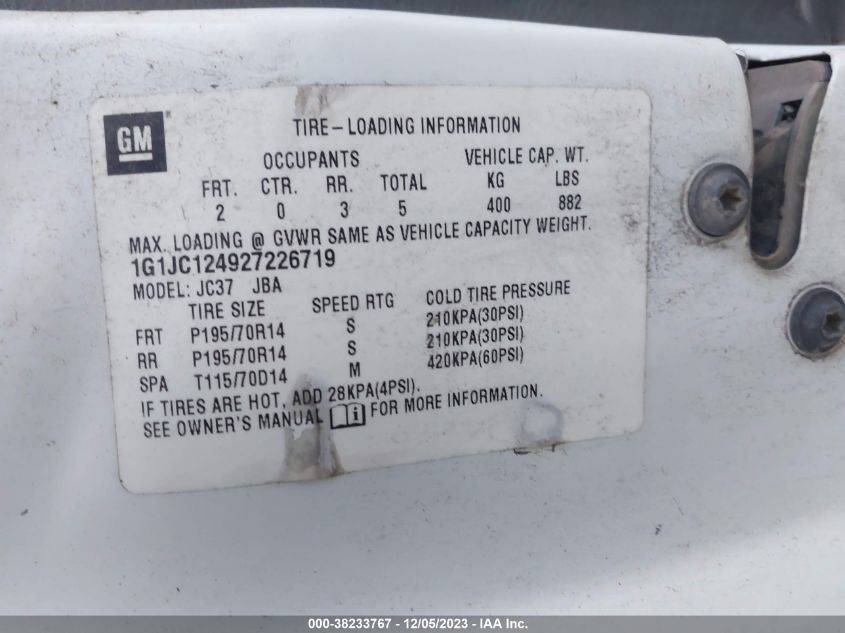 GM
TIRE – LOADING INFORMATION
OCCUPANTS VEHICLE CAP. WT.
FRT. CTR. RR. TOTAL KG LBS
2 0 3 5 400 882
MAX. LOADING @ GVWR SAME AS VEHICLE CAPACITY WEIGHT.
1G1JC124927226719
MODEL: JC37 JBA
TIRE SIZE SPEED RTG COLD TIRE PRESSURE
FRT P195/70R14 S 210KPA(30PSI)
RR P195/70R14 S 210KPA(30PSI)
SPA T115/70D14 M 420KPA(60PSI)
IF TIRES ARE HOT, ADD 28KPA(4PSI).
SEE OWNER'S MANUAL i FOR MORE INFORMATION.
000-38233767 - 12/05/2023 - IAA Inc.